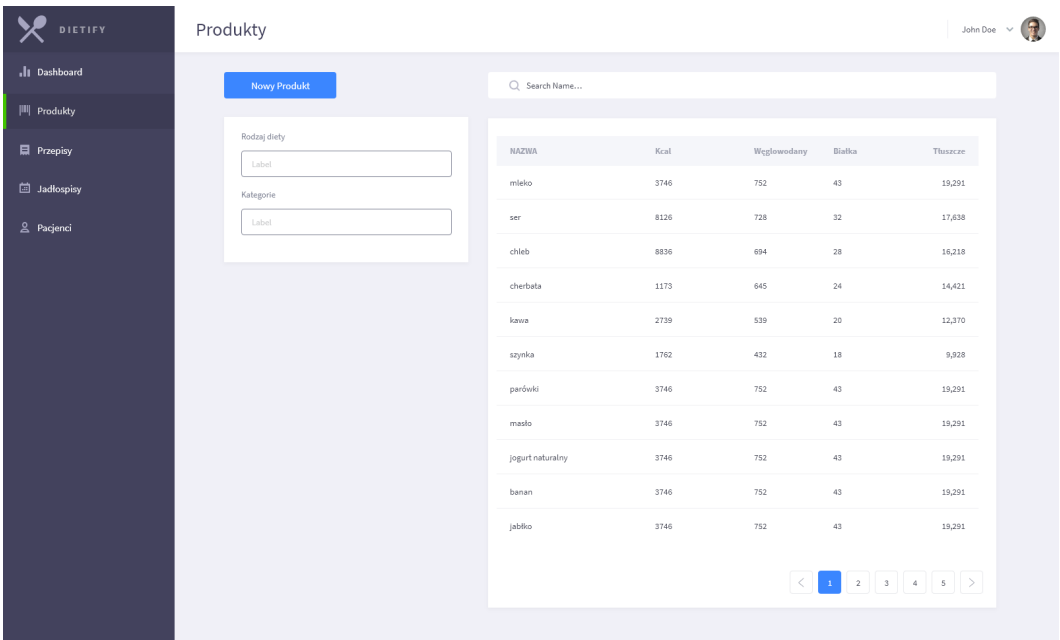 DIETIFY
Produkty
John Doe
Dashboard
Produkty
Przepisy
Jadłospisy
Pacjenci
Nowy Produkt
Search Name...
Rodzaj diety
Label
Kategorie
Label
NAZWA Kcal Węglowodany Białka Tłuszcze
mleko 3746 752 43 19,291
ser 8126 728 32 17,638
chleb 8836 694 28 16,218
cherbata 1173 645 24 14,421
kawa 2739 539 20 12,370
szynka 1762 432 18 9,928
parówki 3746 752 43 19,291
masło 3746 752 43 19,291
jogurt naturalny 3746 752 43 19,291
banan 3746 752 43 19,291
jabłko 3746 752 43 19,291
1 2 3 4 5